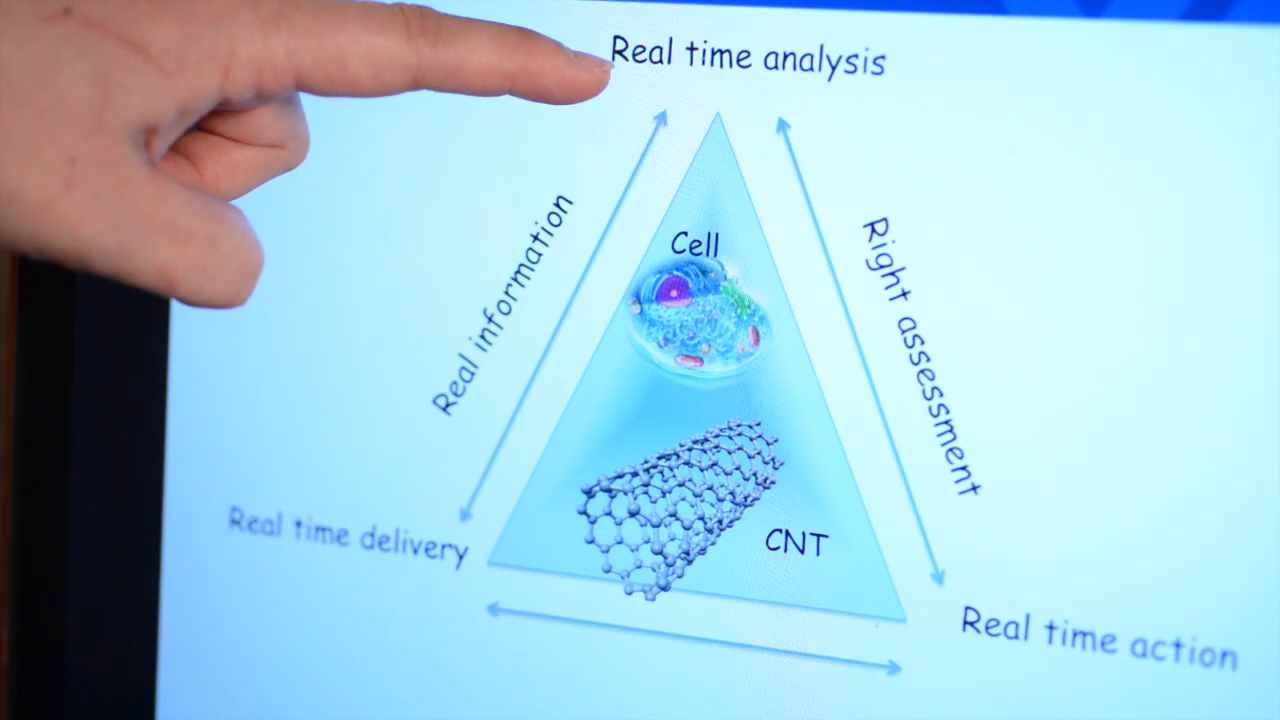 Real time analysis
Real information
Cell
Right assessment
CNT
Real time delivery
Real time action